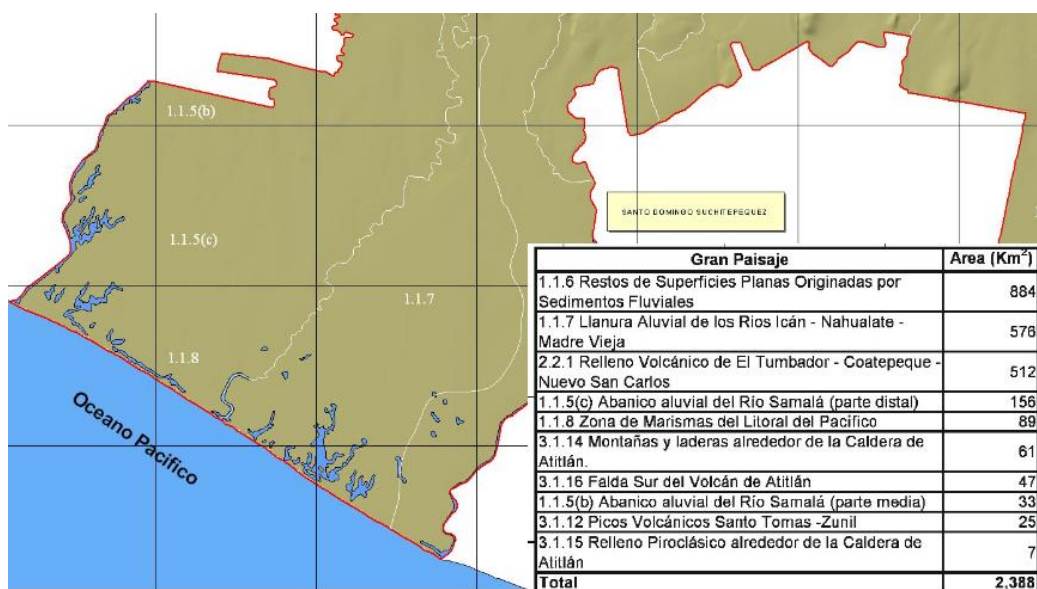 1.1.5(b)
SANTO DOMINGO SUCHITEPEQUEZ
1.1.5(c)
1.1.7
1.1.8
Oceano Pacífico
Gran Paisaje Area (Km²)
1.1.6 Restos de Superficies Planas Originadas por
Sedimentos Fluviales 884
1.1.7 Llanura Aluvial de los Rios Icán - Nahualate -
Madre Vieja 576
2.2.1 Relleno Volcánico de El Tumbador - Coatepeque -
Nuevo San Carlos 512
1.1.5(c) Abanico aluvial del Río Samalá (parte distal) 156
1.1.8 Zona de Marismas del Litoral del Pacífico 89
3.1.14 Montañas y laderas alrededor de la Caldera de
Atitlán. 61
3.1.16 Falda Sur del Volcán de Atitlán 47
1.1.5(b) Abanico aluvial del Río Samalá (parte media) 33
3.1.12 Picos Volcánicos Santo Tomas -Zunil 25
3.1.15 Relleno Piroclásico alrededor de la Caldera de
Atitlán 7
Total 2,388